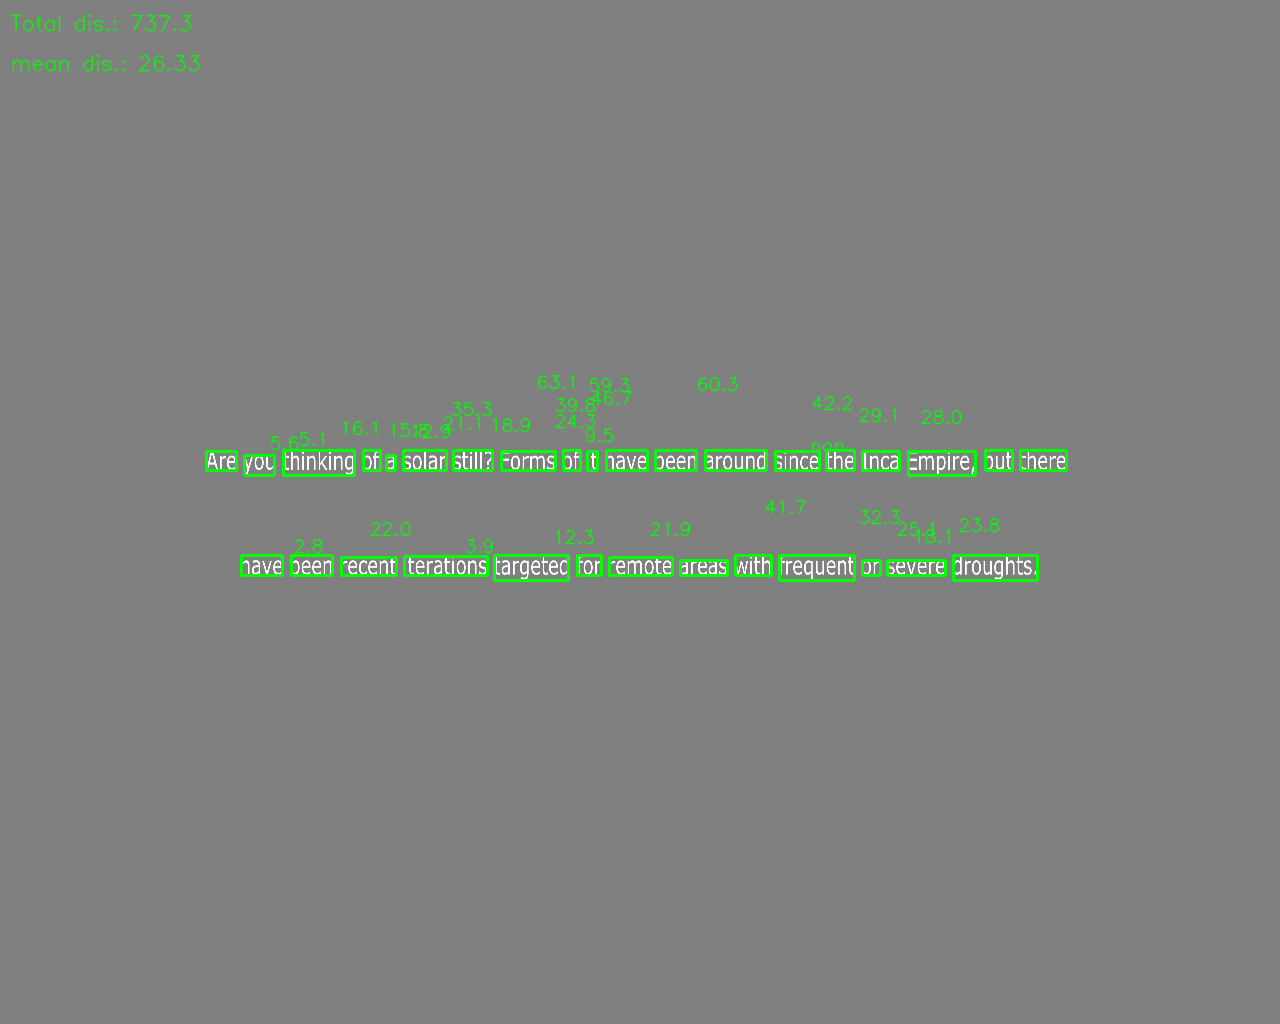 Total dis.: 737.3
mean dis.: 26.33
63.1 59.3 60.3
46.7
35.3 39.8 42.2
16.1 15.8 12.9 21.1 18.9 24.3 29.1 28.0
5.6 5.1 9.5
Are you thinking of a solar still? Forms of it have been around since the Inca Empire, but there
41.7
22.0 21.9 32.3 25.1 23.8
2.8 3.9 12.3 18.1
have been recent iterations targeted for remote areas with frequent or severe droughts.